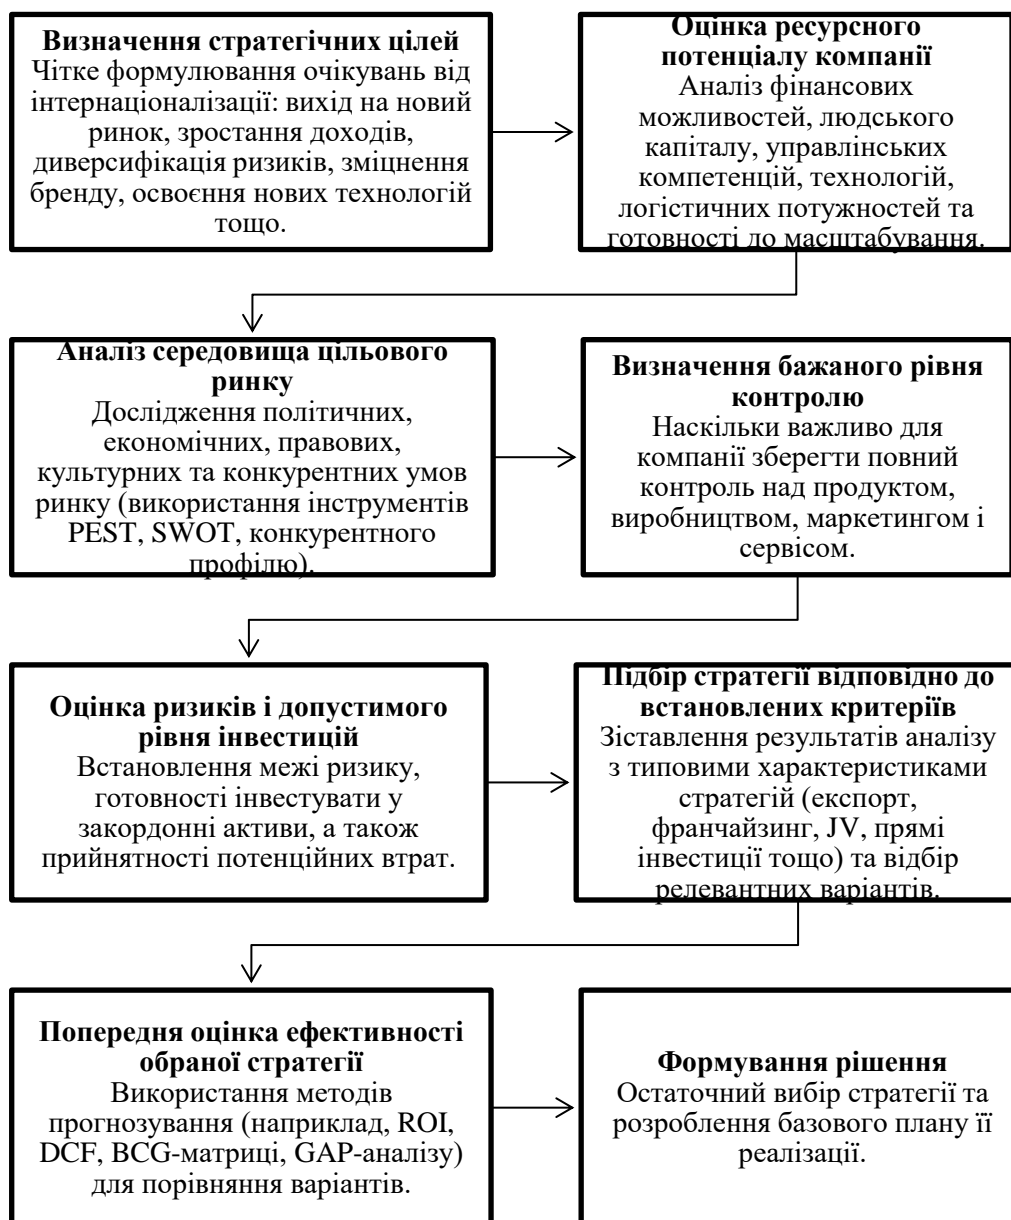 Визначення стратегічних цілей
Чітке формулювання очікувань від
інтернаціоналізації: вихід на новий
ринок, зростання доходів,
диверсифікація ризиків, зміцнення
бренду, освоєння нових технологій
тощо.
Оцінка ресурсного
потенціалу компанії
Аналіз фінансових
можливостей, людського
капіталу, управлінських
компетенцій, технологій,
логістичних потужностей та
готовності до масштабування.
Аналіз середовища цільового
ринку
Дослідження політичних,
економічних, правових,
культурних та конкурентних умов
ринку (використання інструментів
PEST, SWOT, конкурентного
профілю).
Визначення бажаного рівня
контролю
Наскільки важливо для
компанії зберегти повний
контроль над продуктом,
виробництвом, маркетингом і
сервісом.
Оцінка ризиків і допустимого
рівня інвестицій
Встановлення межі ризику,
готовності інвестувати у
закордонні активи, а також
прийнятності потенційних втрат.
Підбір стратегії відповідно до
встановлених критеріїв
Зіставлення результатів аналізу
з типовими характеристиками
стратегій (експорт,
франчайзинг, JV, прямі
інвестиції тощо) та відбір
релевантних варіантів.
Попередня оцінка ефективності
обраної стратегії
Використання методів
прогнозування (наприклад, ROI,
DCF, BCG-матриці, GAP-аналізу)
для порівняння варіантів.
Формування рішення
Остаточний вибір стратегії та
розроблення базового плану її
реалізації.